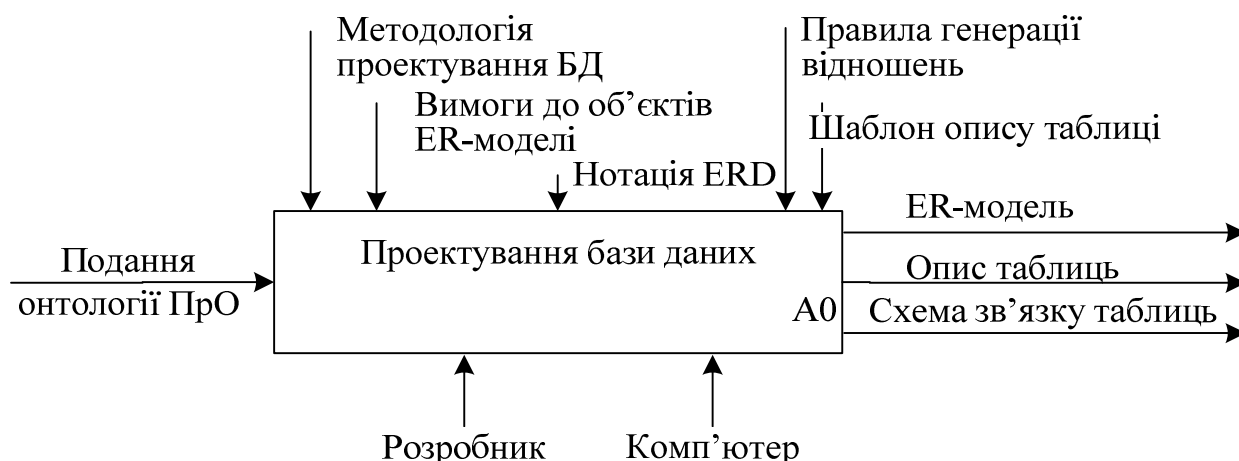 Методологія
проектування БД
Вимоги до об’єктів
ER-моделі
Нотація ERD
Правила генерації
відношень
Шаблон опису таблиці
Подання
онтології ПрО
Проектування бази даних
А0
ER-модель
Опис таблиць
Схема зв’язку таблиць
Розробник
Комп’ютер